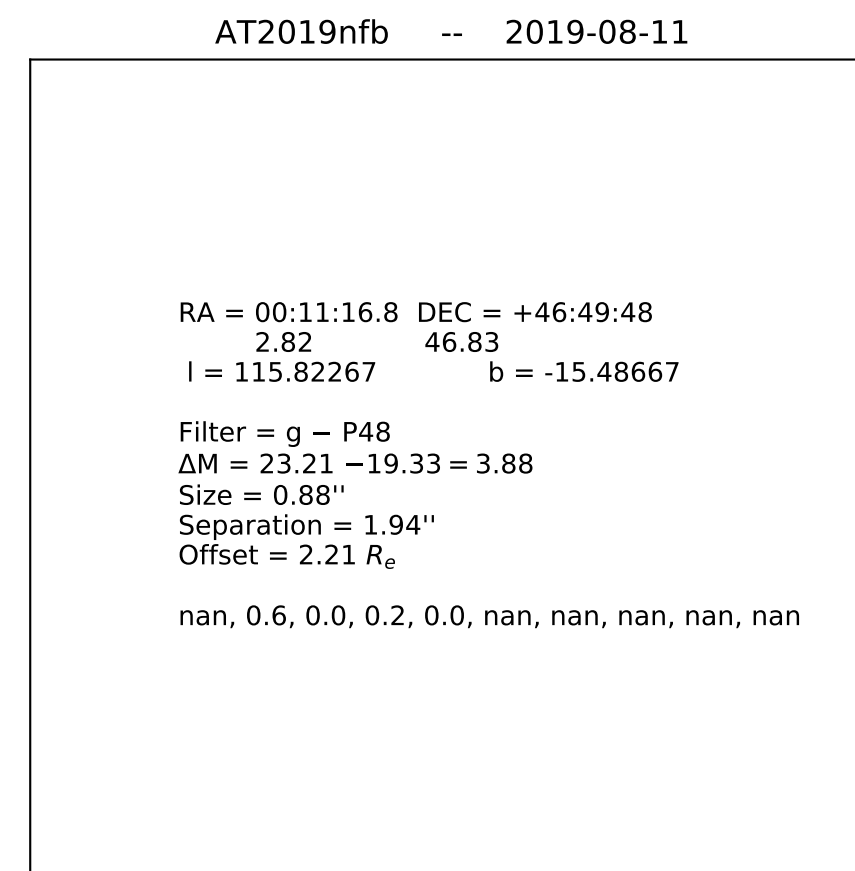 AT2019nfb -- 2019-08-11
RA = 00:11:16.8 DEC = +46:49:48
2.82 46.83
l = 115.82267 b = -15.48667
Filter = g − P48
ΔM = 23.21 −19.33 = 3.88
Size = 0.88''
Separation = 1.94''
Offset = 2.21 Re
nan, 0.6, 0.0, 0.2, 0.0, nan, nan, nan, nan, nan